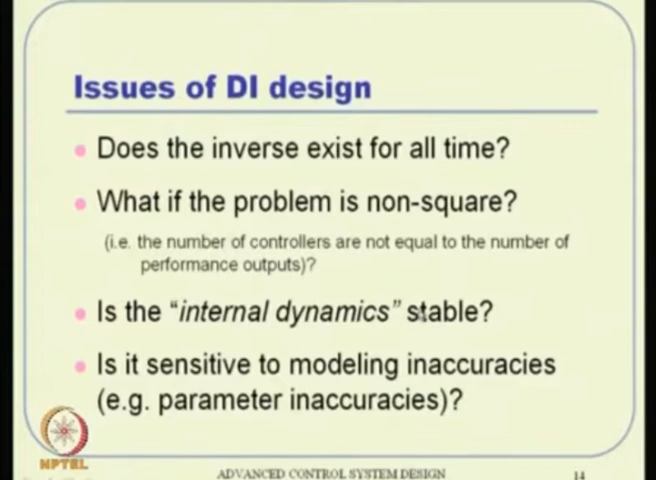 Issues of DI design
Does the inverse exist for all time?
What if the problem is non-square?
(i.e. the number of controllers are not equal to the number of
performance outputs)?
Is the “internal dynamics” stable?
Is it sensitive to modeling inaccuracies
(e.g. parameter inaccuracies)?
NPTEL
ADVANCED CONTROL SYSTEM DESIGN
14